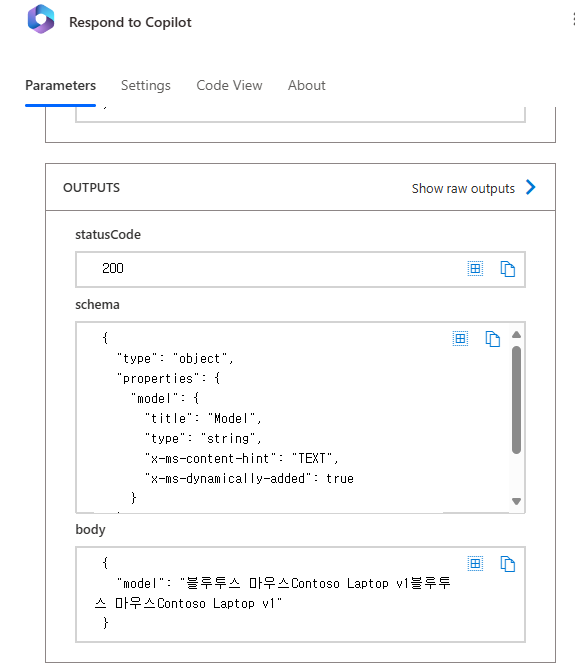 Respond to Copilot
Parameters Settings Code View About
OUTPUTS Show raw outputs
statusCode
200
schema
{
"type": "object",
"properties": {
"model": {
"title": "Model",
"type": "string",
"x-ms-content-hint": "TEXT",
"x-ms-dynamically-added": true
}
body
{
"model": "블루투스 마우스Contoso Laptop v1블루투
스 마우스Contoso Laptop v1"
}